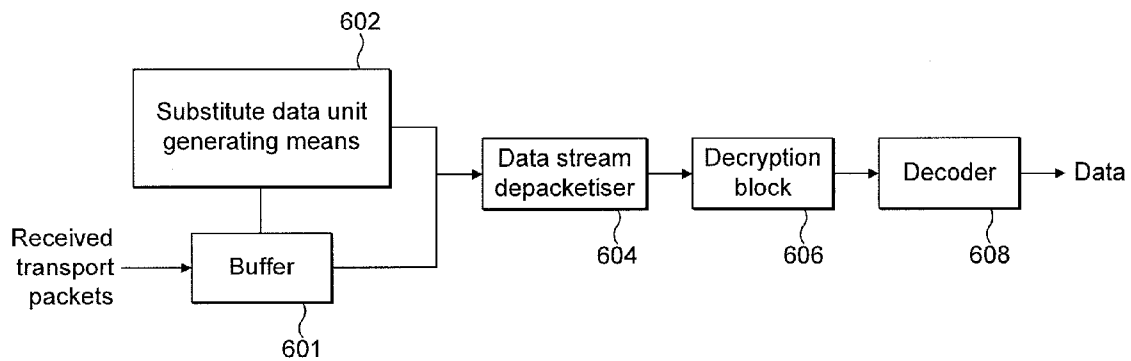 602
Substitute data unit
generating means
Received
transport
packets
Buffer
601
Data stream
depacketiser
604
Decryption
block
606
Decoder
608
Data